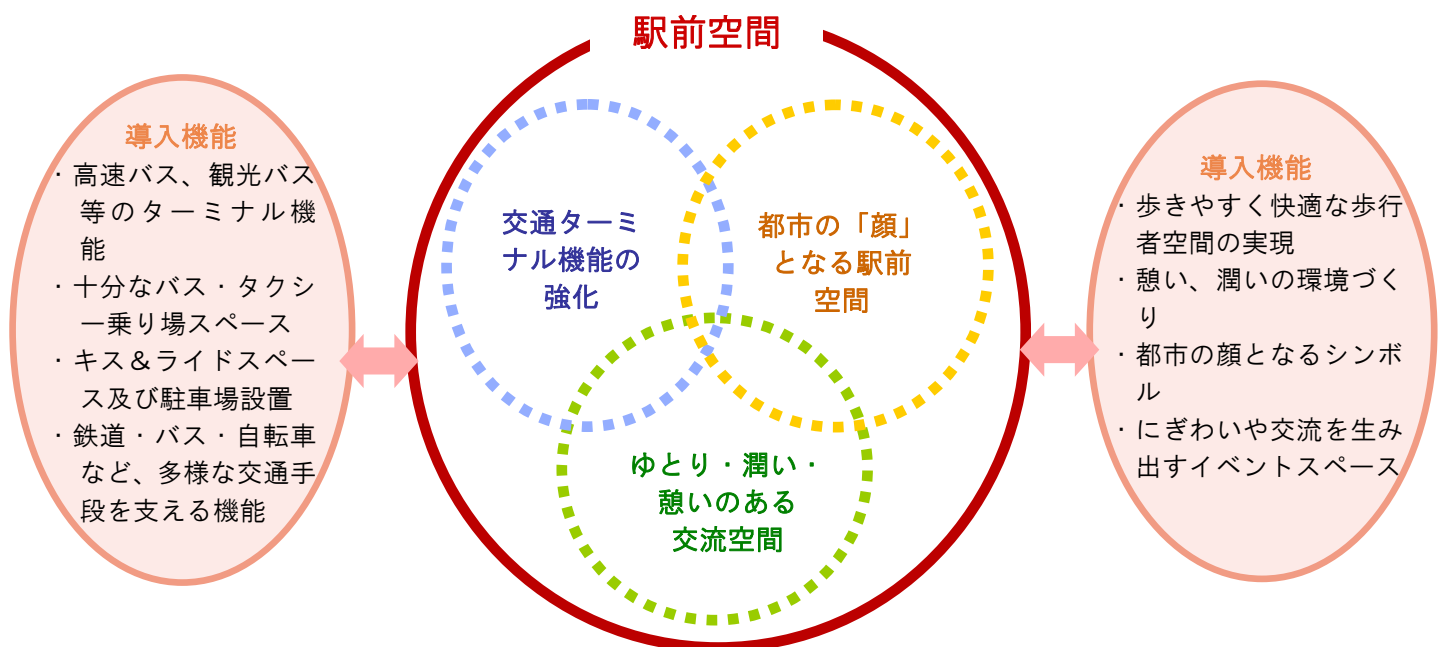 駅前空間
導入機能
・高速バス、観光バス
等のターミナル機
能
・十分なバス・タクシ
ー乗り場スペース
・キス＆ライドスペー
ス及び駐車場設置
・鉄道・バス・自転車
など、多様な交通手
段を支える機能
交通ターミ
ナル機能の
強化
都市の「顔」
となる駅前
空間
ゆとり・潤い・
憩いのある
交流空間
導入機能
・歩きやすく快適な歩行
者空間の実現
・憩い、潤いの環境づく
り
・都市の顔となるシンボ
ル
・にぎわいや交流を生み
出すイベントスペース